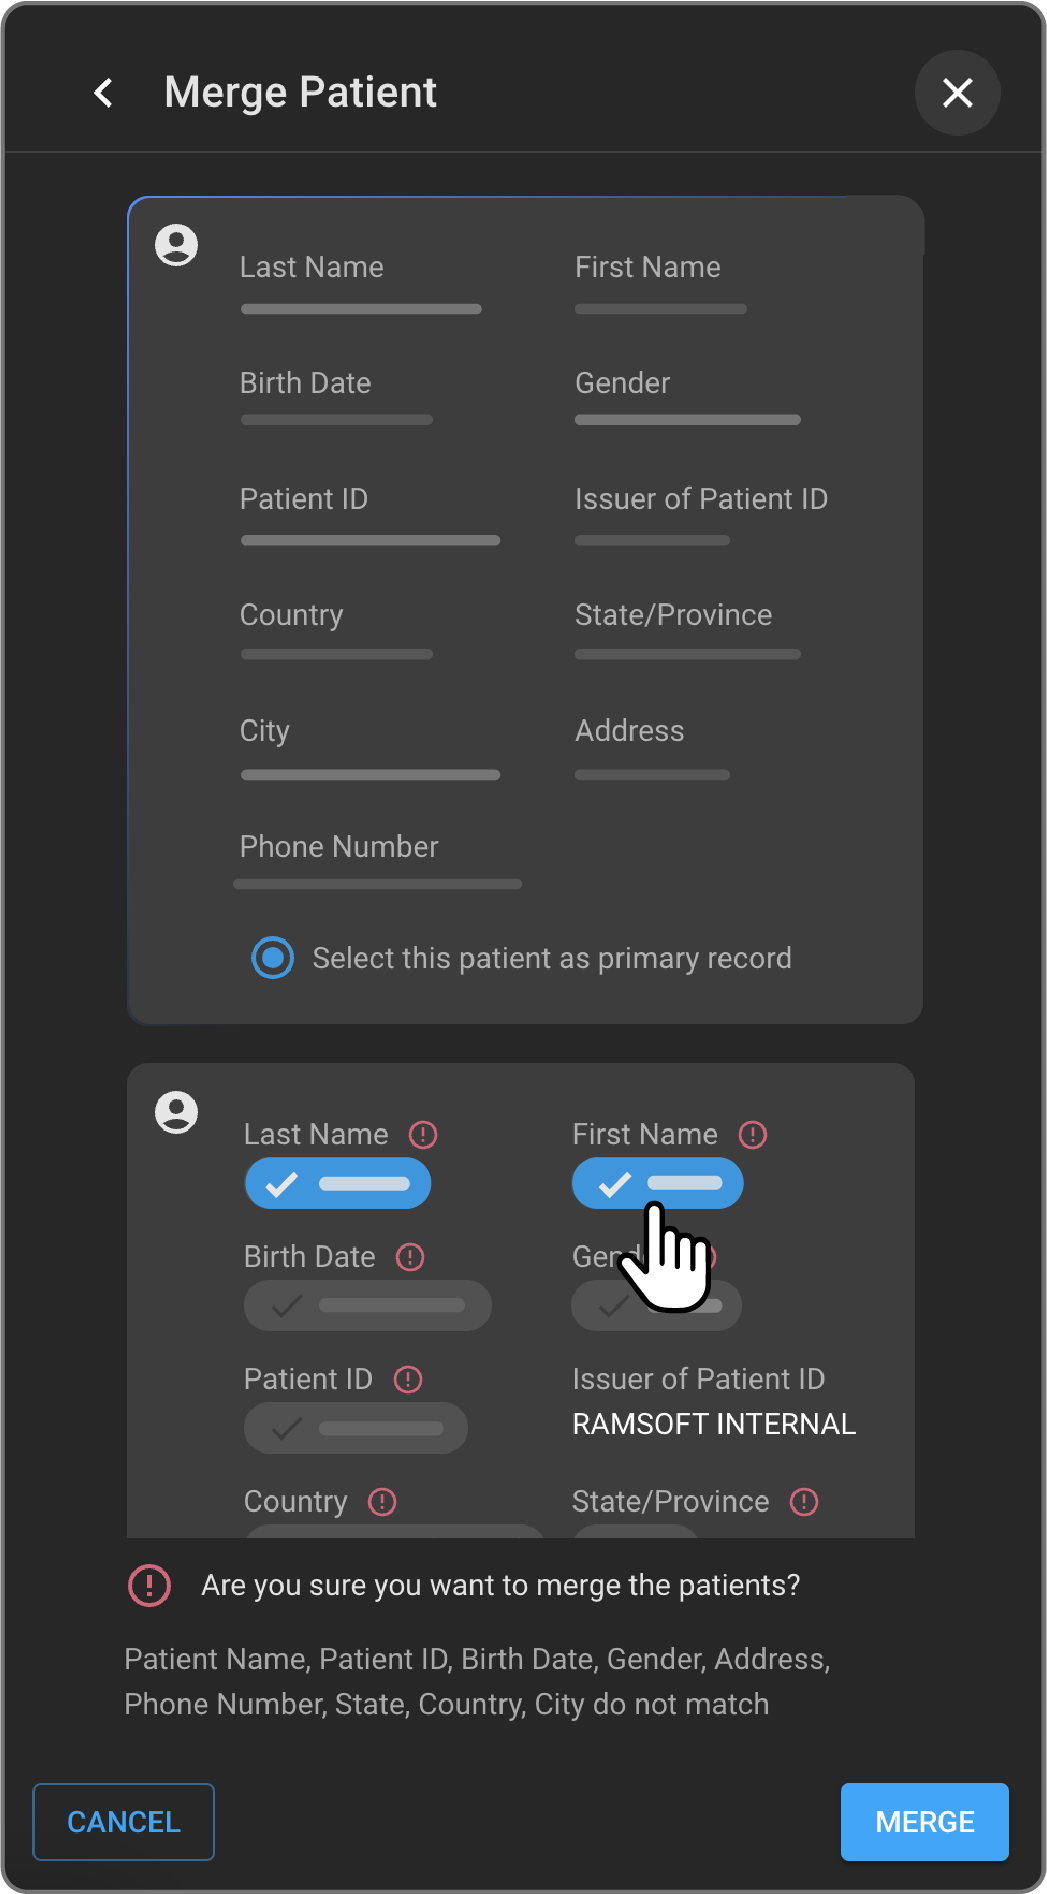 Merge Patient
Last Name First Name
Birth Date Gender
Patient ID Issuer of Patient ID
Country State/Province
City Address
Phone Number
Select this patient as primary record
Last Name First Name
Birth Date
Patient ID Issuer of Patient ID
RAMSOFT INTERNAL
Country State/Province
Are you sure you want to merge the patients?
Patient Name, Patient ID, Birth Date, Gender, Address,
Phone Number, State, Country, City do not match
CANCEL MERGE